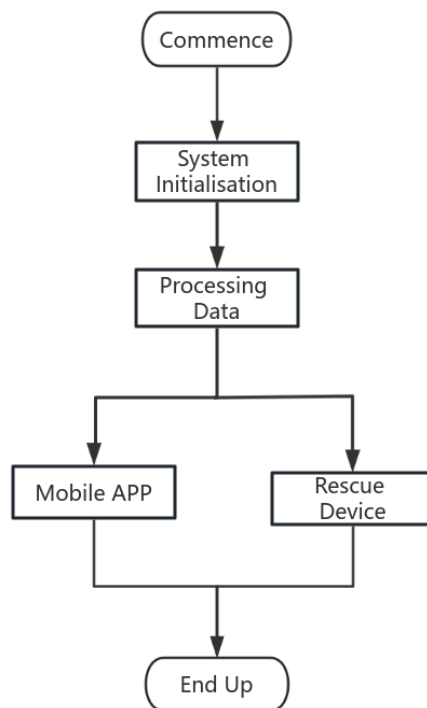 Commence
System
Initialisation
Processing
Data
Mobile APP
Rescue
Device
End Up